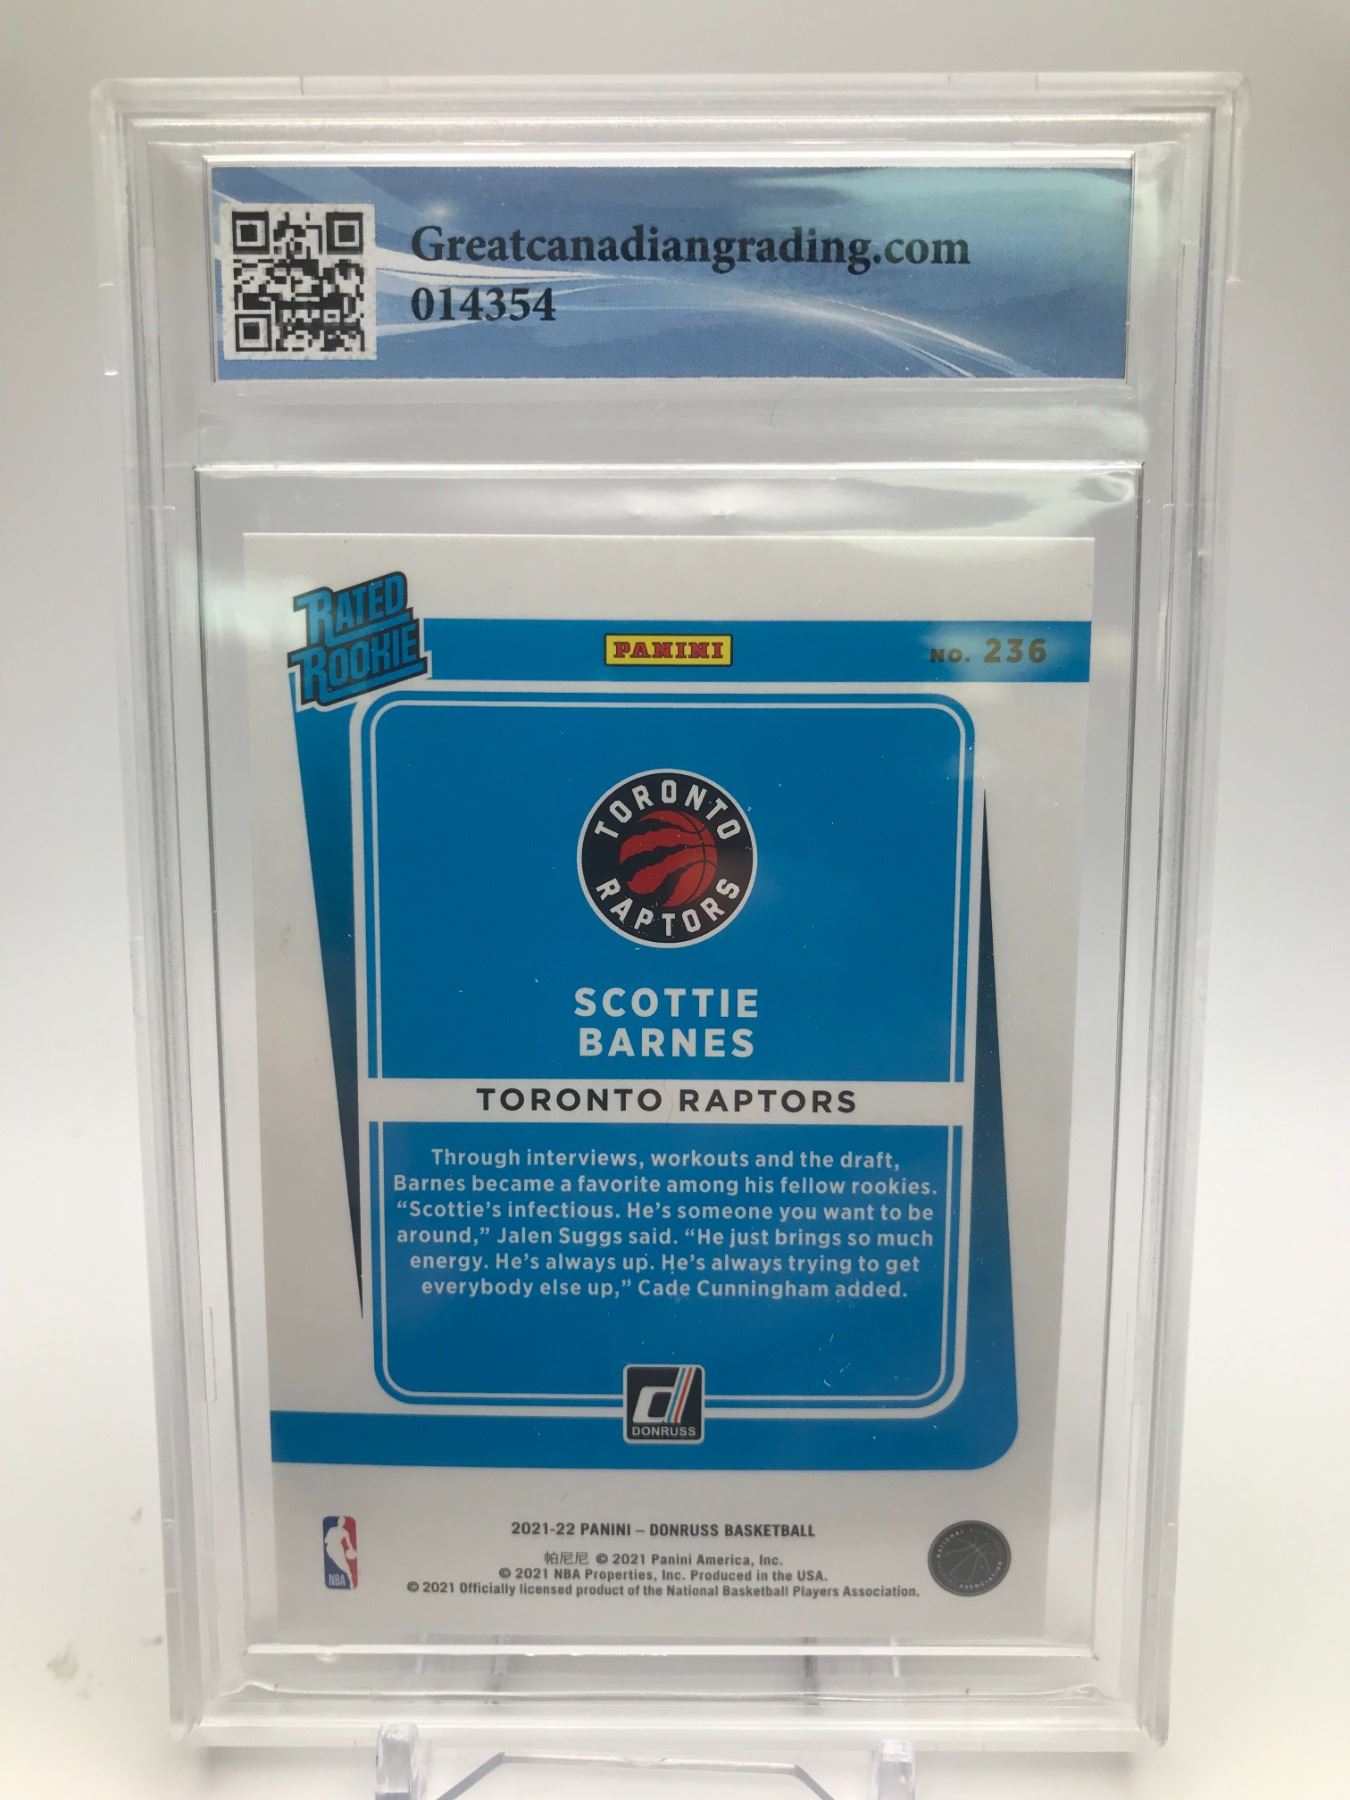 Greatcanadiangrading.com
014354
RATED
ROOKIE
PANINI
NO. 236
TORONTO
RAPTORS
SCOTTIE
BARNES
TORONTO RAPTORS
Through interviews, workouts and the draft,
Barnes became a favorite among his fellow rookies.
“Scottie’s infectious. He’s someone you want to be
around,” Jalen Suggs said. “He just brings so much
energy. He’s always up. He’s always trying to get
everybody else up,” Cade Cunningham added.
d
DONRUSS
NBA
2021-22 PANINI – DONRUSS BASKETBALL
帕尼尼 © 2021 Panini America, Inc.
© 2021 NBA Properties, Inc. Produced in the USA.
© 2021 Officially licensed product of the National Basketball Players Association.